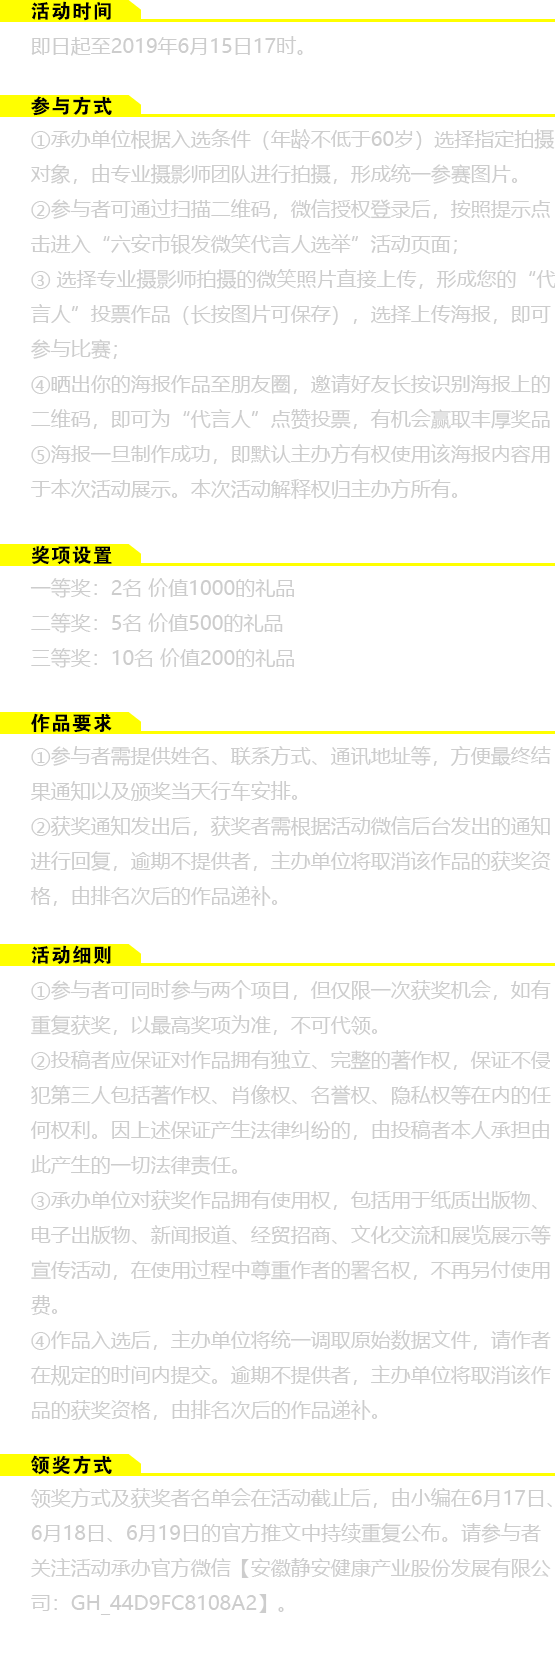 活动时间
即日起至2019年6月15日17时。
参与方式
①承办单位根据入选条件（年龄不低于60岁）选择指定拍摄
对象，由专业摄影师团队进行拍摄，形成统一参赛图片。
②参与者可通过扫描二维码，微信授权登录后，按照提示点
击进入“六安市银发微笑代言人选举”活动页面；
③ 选择专业摄影师拍摄的微笑照片直接上传，形成您的“代
言人”投票作品（长按图片可保存），选择上传海报，即可
参与比赛；
④晒出你的海报作品至朋友圈，邀请好友长按识别海报上的
二维码，即可为“代言人”点赞投票，有机会赢取丰厚奖品
⑤海报一旦制作成功，即默认主办方有权使用该海报内容用
于本次活动展示。本次活动解释权归主办方所有。
奖项设置
一等奖：2名 价值1000的礼品
二等奖：5名 价值500的礼品
三等奖：10名 价值200的礼品
作品要求
①参与者需提供姓名、联系方式、通讯地址等，方便最终结
果通知以及颁奖当天行车安排。
②获奖通知发出后，获奖者需根据活动微信后台发出的通知
进行回复，逾期不提供者，主办单位将取消该作品的获奖资
格，由排名次后的作品递补。
活动细则
①参与者可同时参与两个项目，但仅限一次获奖机会，如有
重复获奖，以最高奖项为准，不可代领。
②投稿者应保证对作品拥有独立、完整的著作权，保证不侵
犯第三人包括著作权、肖像权、名誉权、隐私权等在内的任
何权利。因上述保证产生法律纠纷的，由投稿者本人承担由
此产生的一切法律责任。
③承办单位对获奖作品拥有使用权，包括用于纸质出版物、
电子出版物、新闻报道、经贸招商、文化交流和展览展示等
宣传活动，在使用过程中尊重作者的署名权，不再另付使用
费。
④作品入选后，主办单位将统一调取原始数据文件，请作者
在规定的时间内提交。逾期不提供者，主办单位将取消该作
品的获奖资格，由排名次后的作品递补。
领奖方式
领奖方式及获奖者名单会在活动截止后，由小编在6月17日、
6月18日、6月19日的官方推文中持续重复公布。请参与者
关注活动承办官方微信【安徽静安健康产业股份发展有限公
司：GH_44D9FC8108A2】。